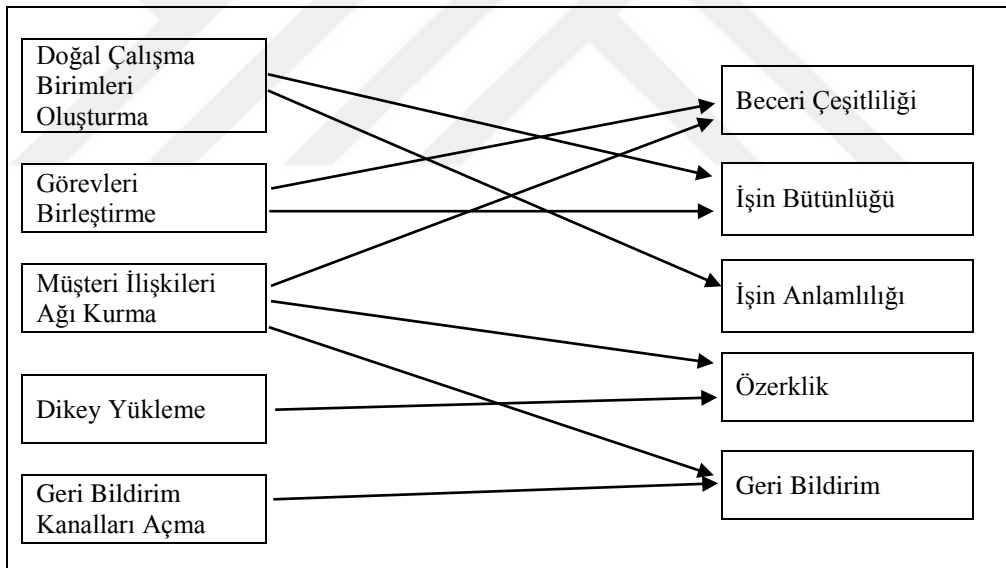 Doğal Çalışma
Birimleri
Oluşturma
Görevleri
Birleştirme
Müşteri İlişkileri
Ağı Kurma
Dikey Yükleme
Geri Bildirim
Kanalları Açma
Beceri Çeşitliliği
İşin Bütünlüğü
İşin Anlamlılığı
Özerklik
Geri Bildirim